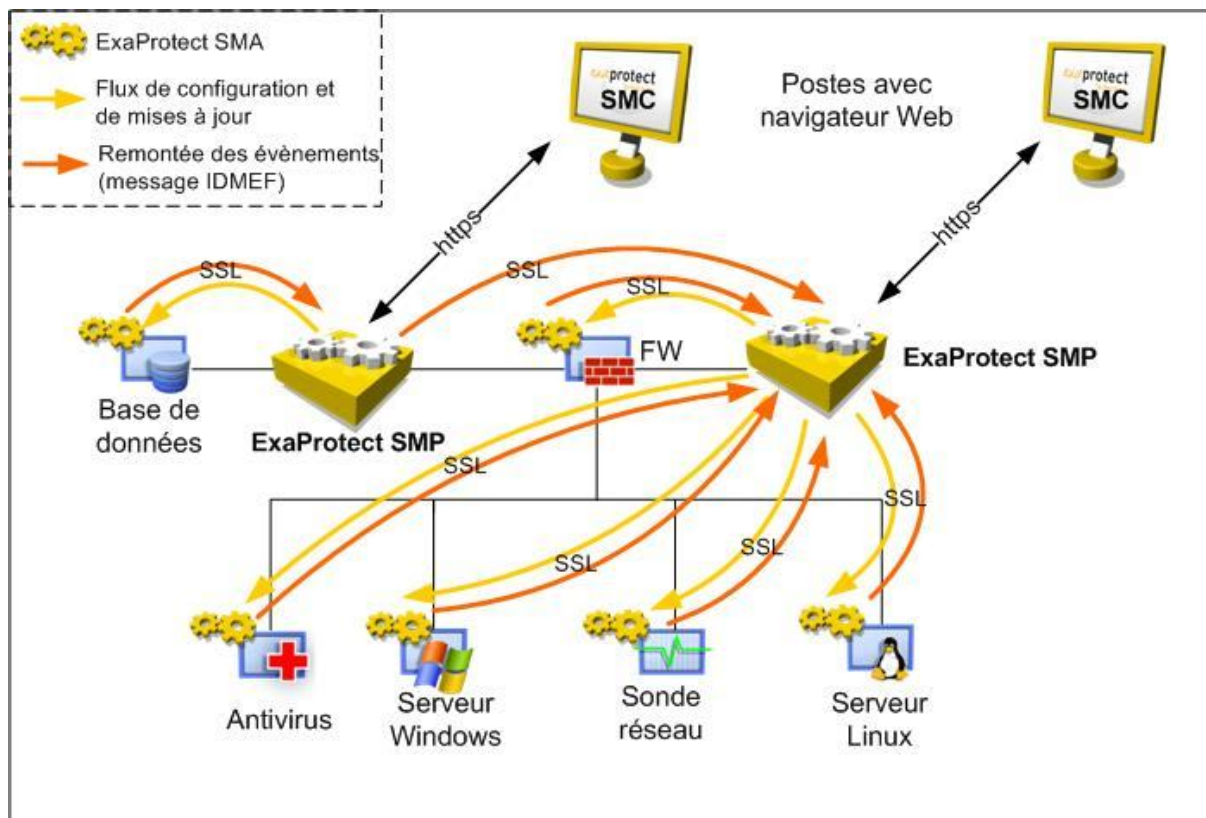 ExaProtect SMA
Flux de configuration et
de mises à jour
Remontée des évènements
(message IDMEF)
protect
SMC
Postes avec
navigateur Web
protect
SMC
https
https
SSL
SSL
SSL
FW
ExaProtect SMP
Base de
données
ExaProtect SMP
SSL
SSL
SSL
SSL
Antivirus
Serveur
Windows
Sonde
réseau
Serveur
Linux